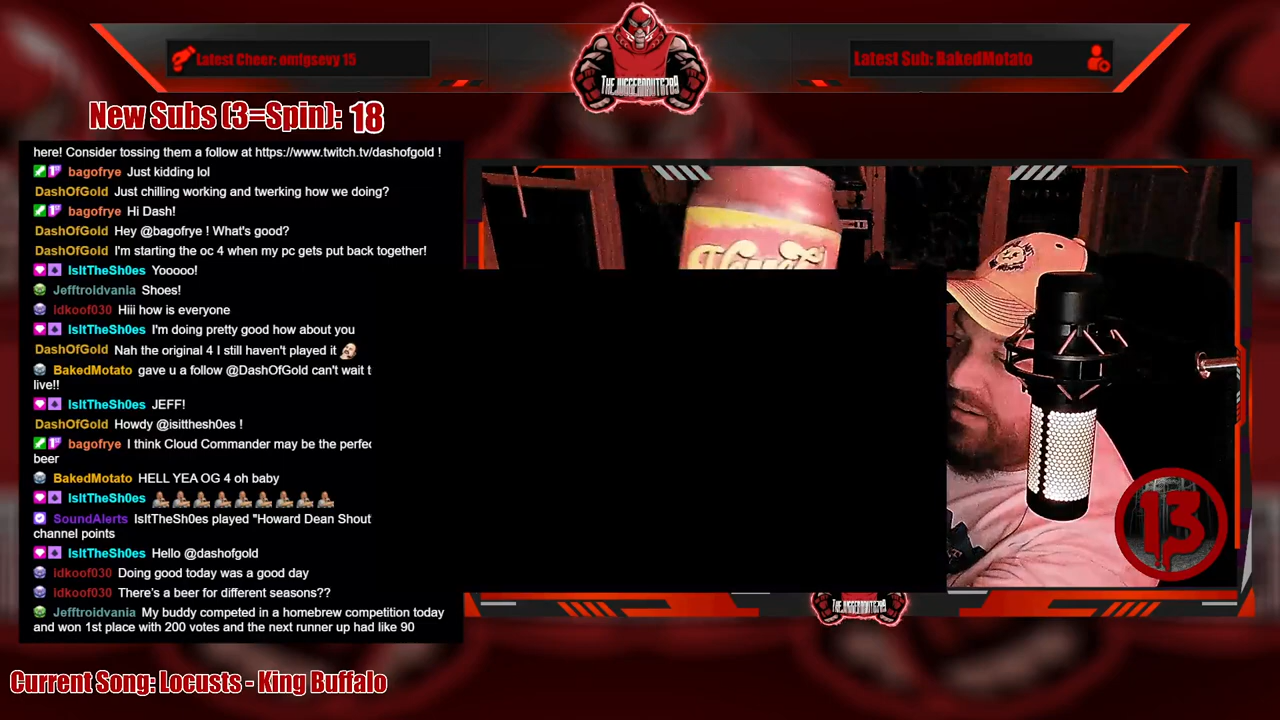 Latest Cheer: omfgsevy 15
THEJUGGERNAUT6789
Latest Sub: BakedMotato
New Subs (3=Spin): 18
here! Consider tossing them a follow at https://www.twitch.tv/dashofgold !
bagofrye Just kidding lol
DashOfGold Just chilling working and twerking how we doing?
bagofrye Hi Dash!
DashOfGold Hey @bagofrye ! What's good?
DashOfGold I'm starting the oc 4 when my pc gets put back together!
IsItTheSh0es Yooooo!
Jefftroidvania Shoes!
Idkoof030 Hiii how is everyone
IsItTheSh0es I'm doing pretty good how about you
DashOfGold Nah the original 4 I still haven't played it
BakedMotato gave u a follow @DashOfGold can't wait t
live!!
IsItTheSh0es JEFF!
DashOfGold Howdy @isitthesh0es !
bagofrye I think Cloud Commander may be the perfec
beer
BakedMotato HELL YEA OG 4 oh baby
IsItTheSh0es
SoundAlerts IsItTheSh0es played "Howard Dean Shout
channel points
IsItTheSh0es Hello @dashofgold
Idkoof030 Doing good today was a good day
Idkoof030 There's a beer for different seasons??
Jefftroidvania My buddy competed in a homebrew competition today
and won 1st place with 200 votes and the next runner up had like 90
13
Current Song: Locusts - King Buffalo